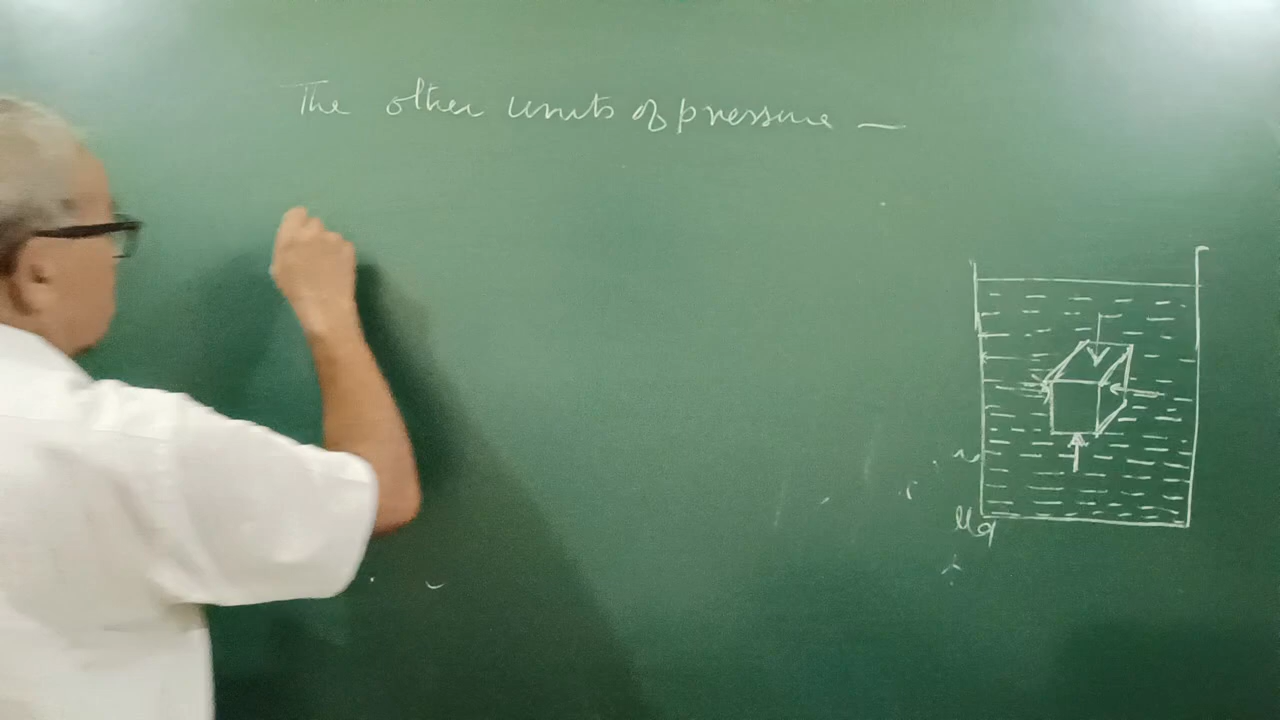 The other units of pressure —